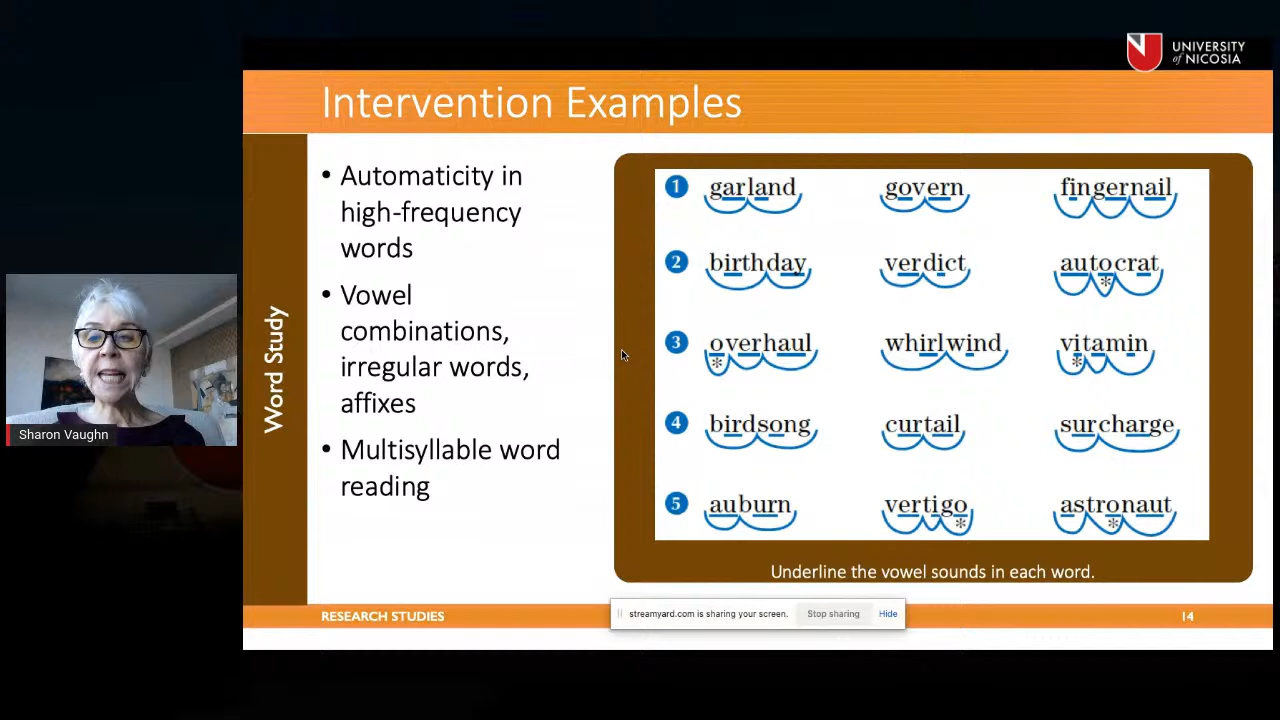 UNIVERSITY
of NICOSIA
Intervention Examples
Word Study
• Automaticity in
high-frequency
words
• Vowel
combinations,
irregular words,
affixes
• Multisyllable word
reading
1 garland govern fingernail
2 birthday verdict autocrat
*
3 overhaul whirlwind vitamin
* *
4 birdsong curtail surcharge
5 auburn vertigo astronaut
* *
Underline the vowel sounds in each word.
Sharon Vaughn
RESEARCH STUDIES
streamyard.com is sharing your screen. Stop sharing Hide
14